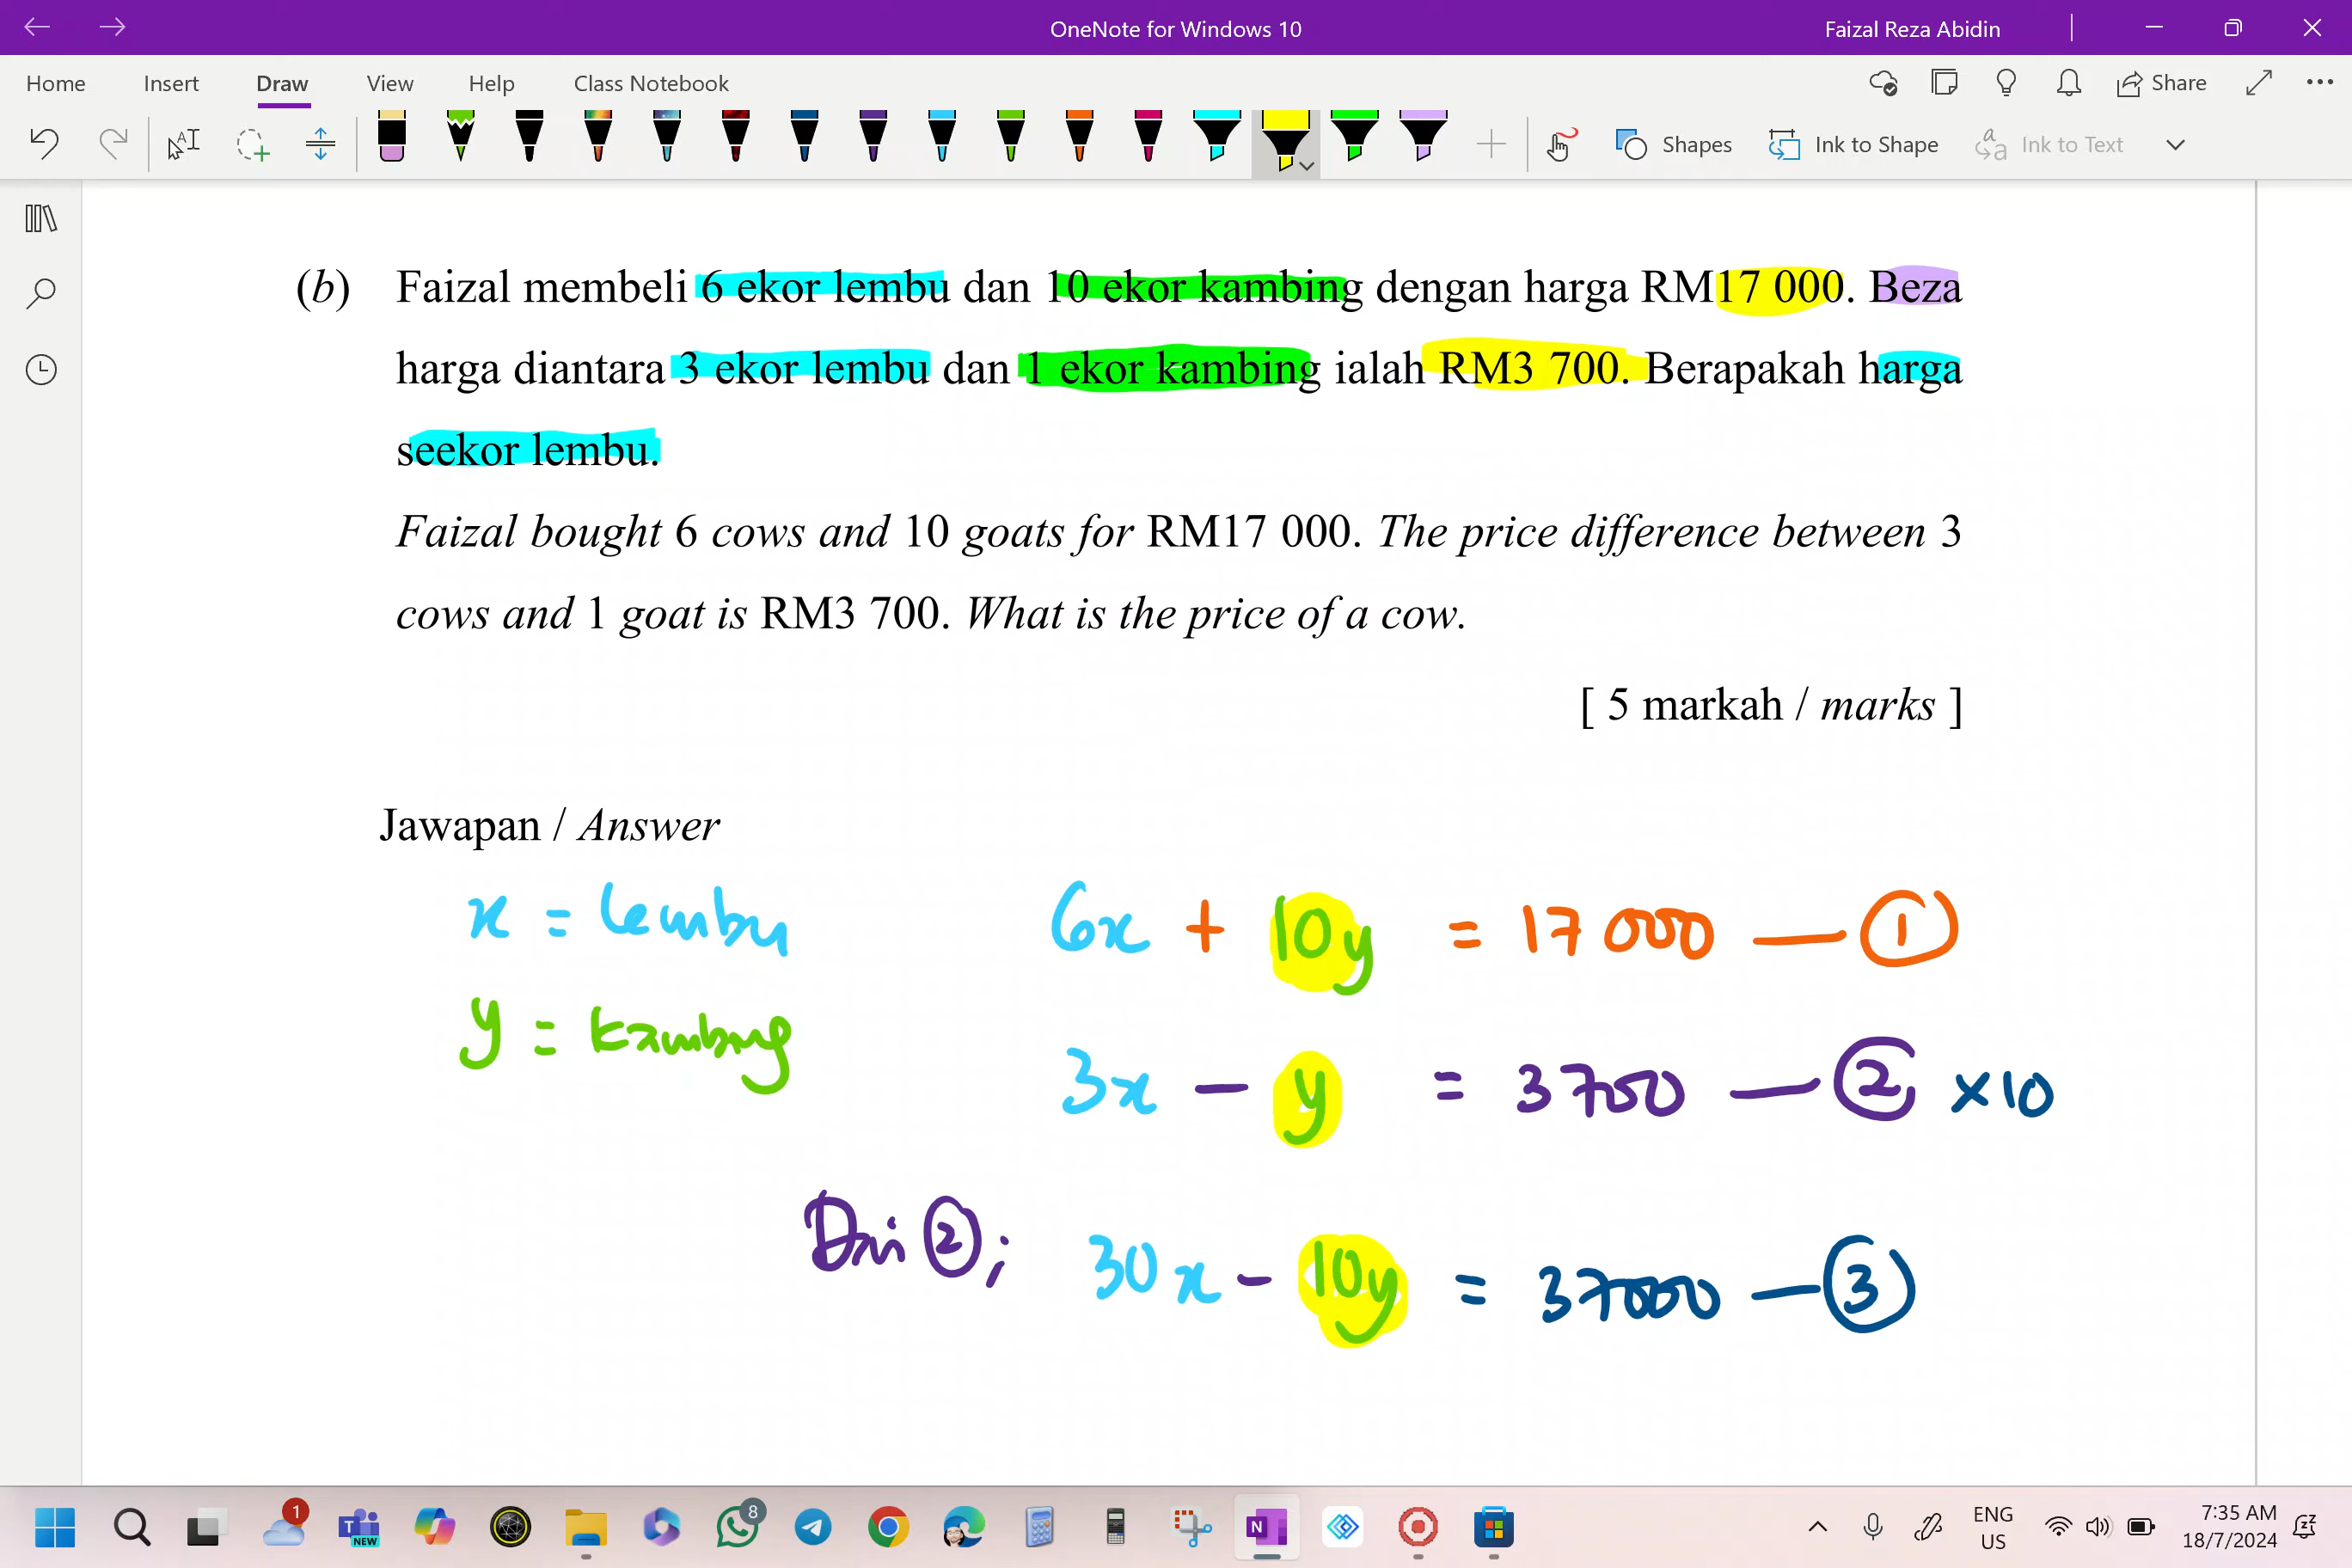 OneNote for Windows 10
Faizal Reza Abidin
Home Insert Draw View Help Class Notebook
Share
Shapes Ink to Shape Ink to Text
(b) Faizal membeli 6 ekor lembu dan 10 ekor kambing dengan harga RM17 000. Beza
harga diantara 3 ekor lembu dan 1 ekor kambing ialah RM3 700. Berapakah harga
seekor lembu.
Faizal bought 6 cows and 10 goats for RM17 000. The price difference between 3
cows and 1 goat is RM3 700. What is the price of a cow.
[ 5 markah / marks ]
Jawapan / Answer
x = lembu
y = kambing
6x + 10y = 17 000 — ①
3x − y = 3700 — ② ×10
Dari ②; 30x − 10y = 37000 — ③
1
NEW
8
ENG
US
7:35 AM
18/7/2024